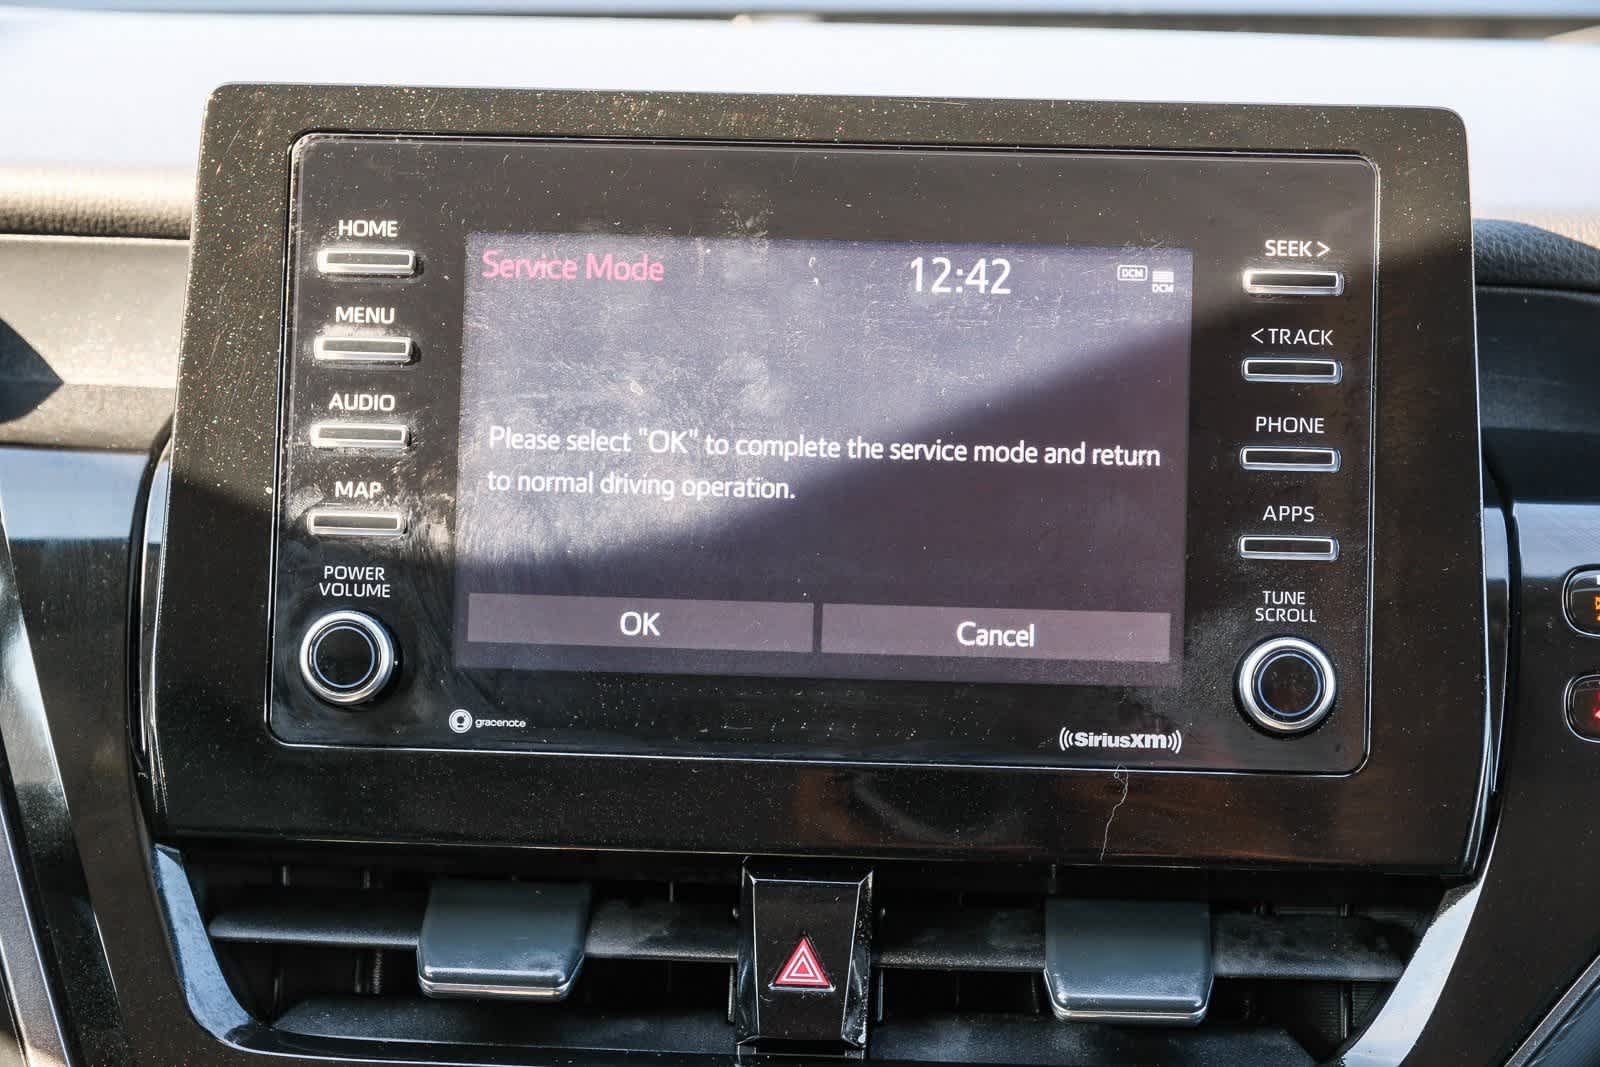 HOME
MENU
AUDIO
MAP
POWER
VOLUME
Service Mode
12:42
DCM
DCM
Please select "OK" to complete the service mode and return
to normal driving operation.
OK
Cancel
gracenote
SiriusXM
SEEK >
< TRACK
PHONE
APPS
TUNE
SCROLL